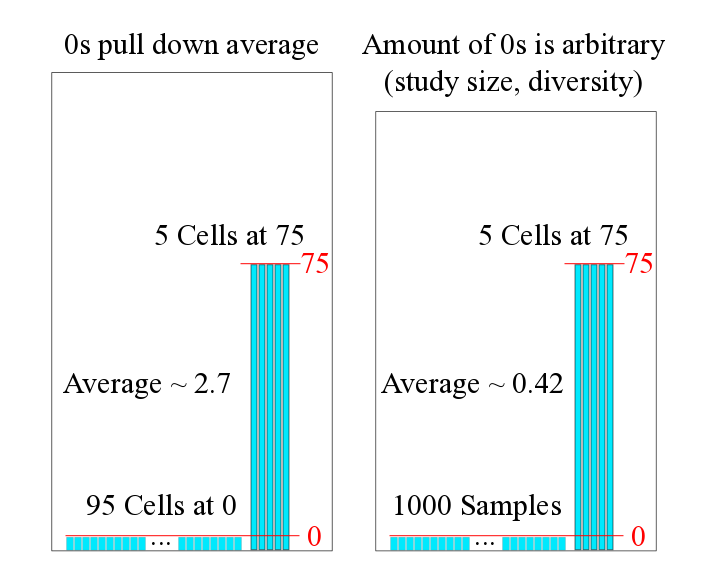 0s pull down average
5 Cells at 75
75
Average ~ 2.7
95 Cells at 0
...
0
Amount of 0s is arbitrary
(study size, diversity)
5 Cells at 75
75
Average ~ 0.42
1000 Samples
...
0